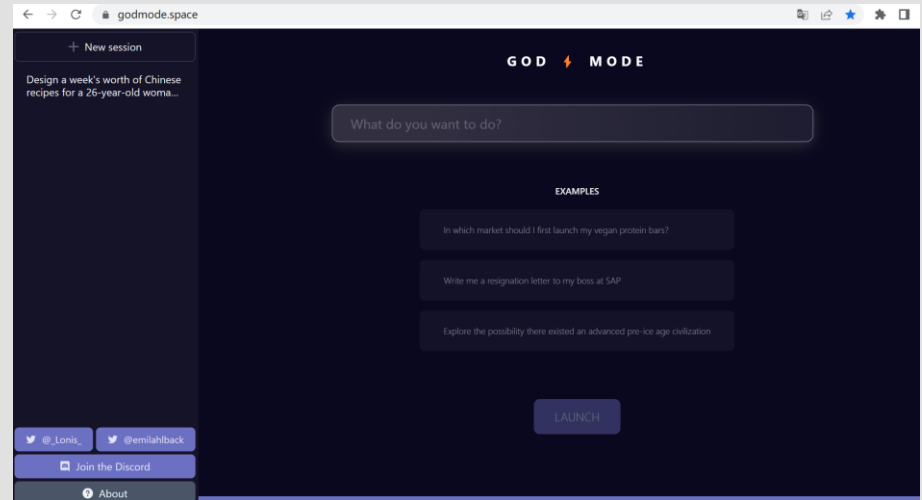 godmode.space
New session
Design a week's worth of Chinese
recipes for a 26-year-old woma...
@_Lonis_
@emilahlback
Join the Discord
About
GOD MODE
What do you want to do?
EXAMPLES
In which market should I first launch my vegan protein bars?
Write me a resignation letter to my boss at SAP
Explore the possibility there existed an advanced pre-ice age civilization
LAUNCH